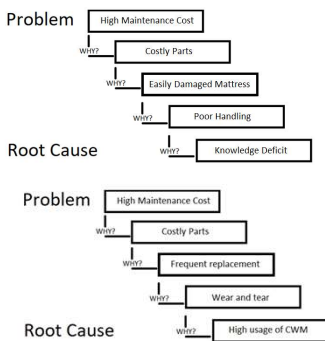 Problem
High Maintenance Cost
WHY?
Costly Parts
WHY?
Easily Damaged Mattress
WHY?
Poor Handling
Root Cause
WHY?
Knowledge Deficit
Problem
High Maintenance Cost
WHY?
Costly Parts
WHY?
Frequent replacement
WHY?
Wear and tear
Root Cause
WHY?
High usage of CWM